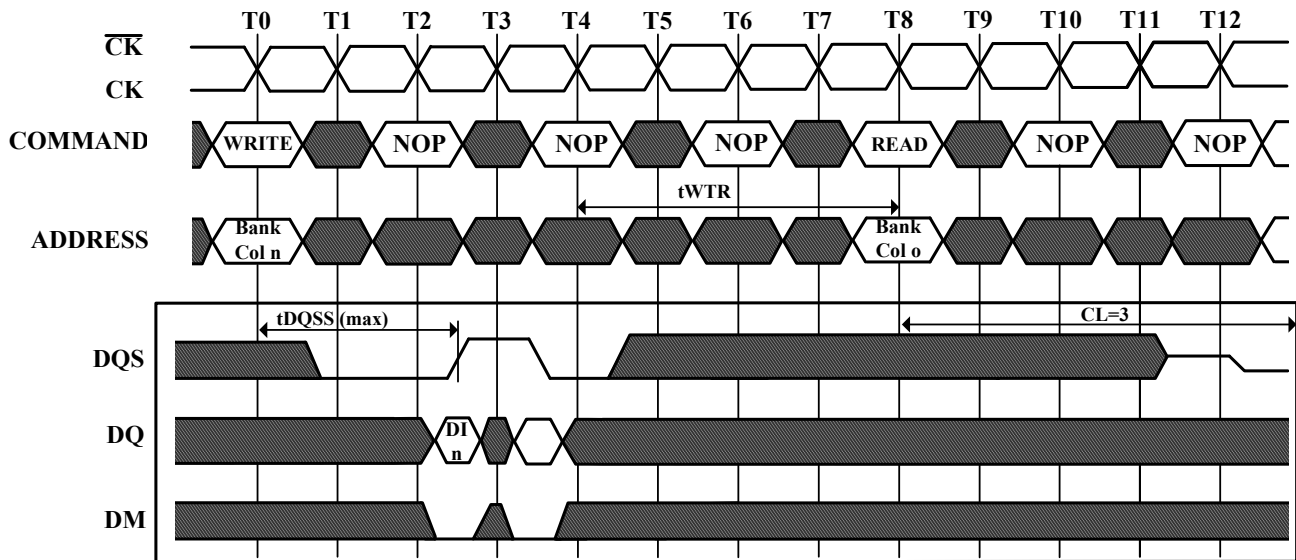 T0 T1 T2 T3 T4 T5 T6 T7 T8 T9 T10 T11 T12
CK
CK
COMMAND
WRITE NOP NOP NOP READ NOP NOP
tWTR
ADDRESS
Bank
Col n
Bank
Col o
tDQSS (max)
CL=3
DQS
DQ
DI
n
DM